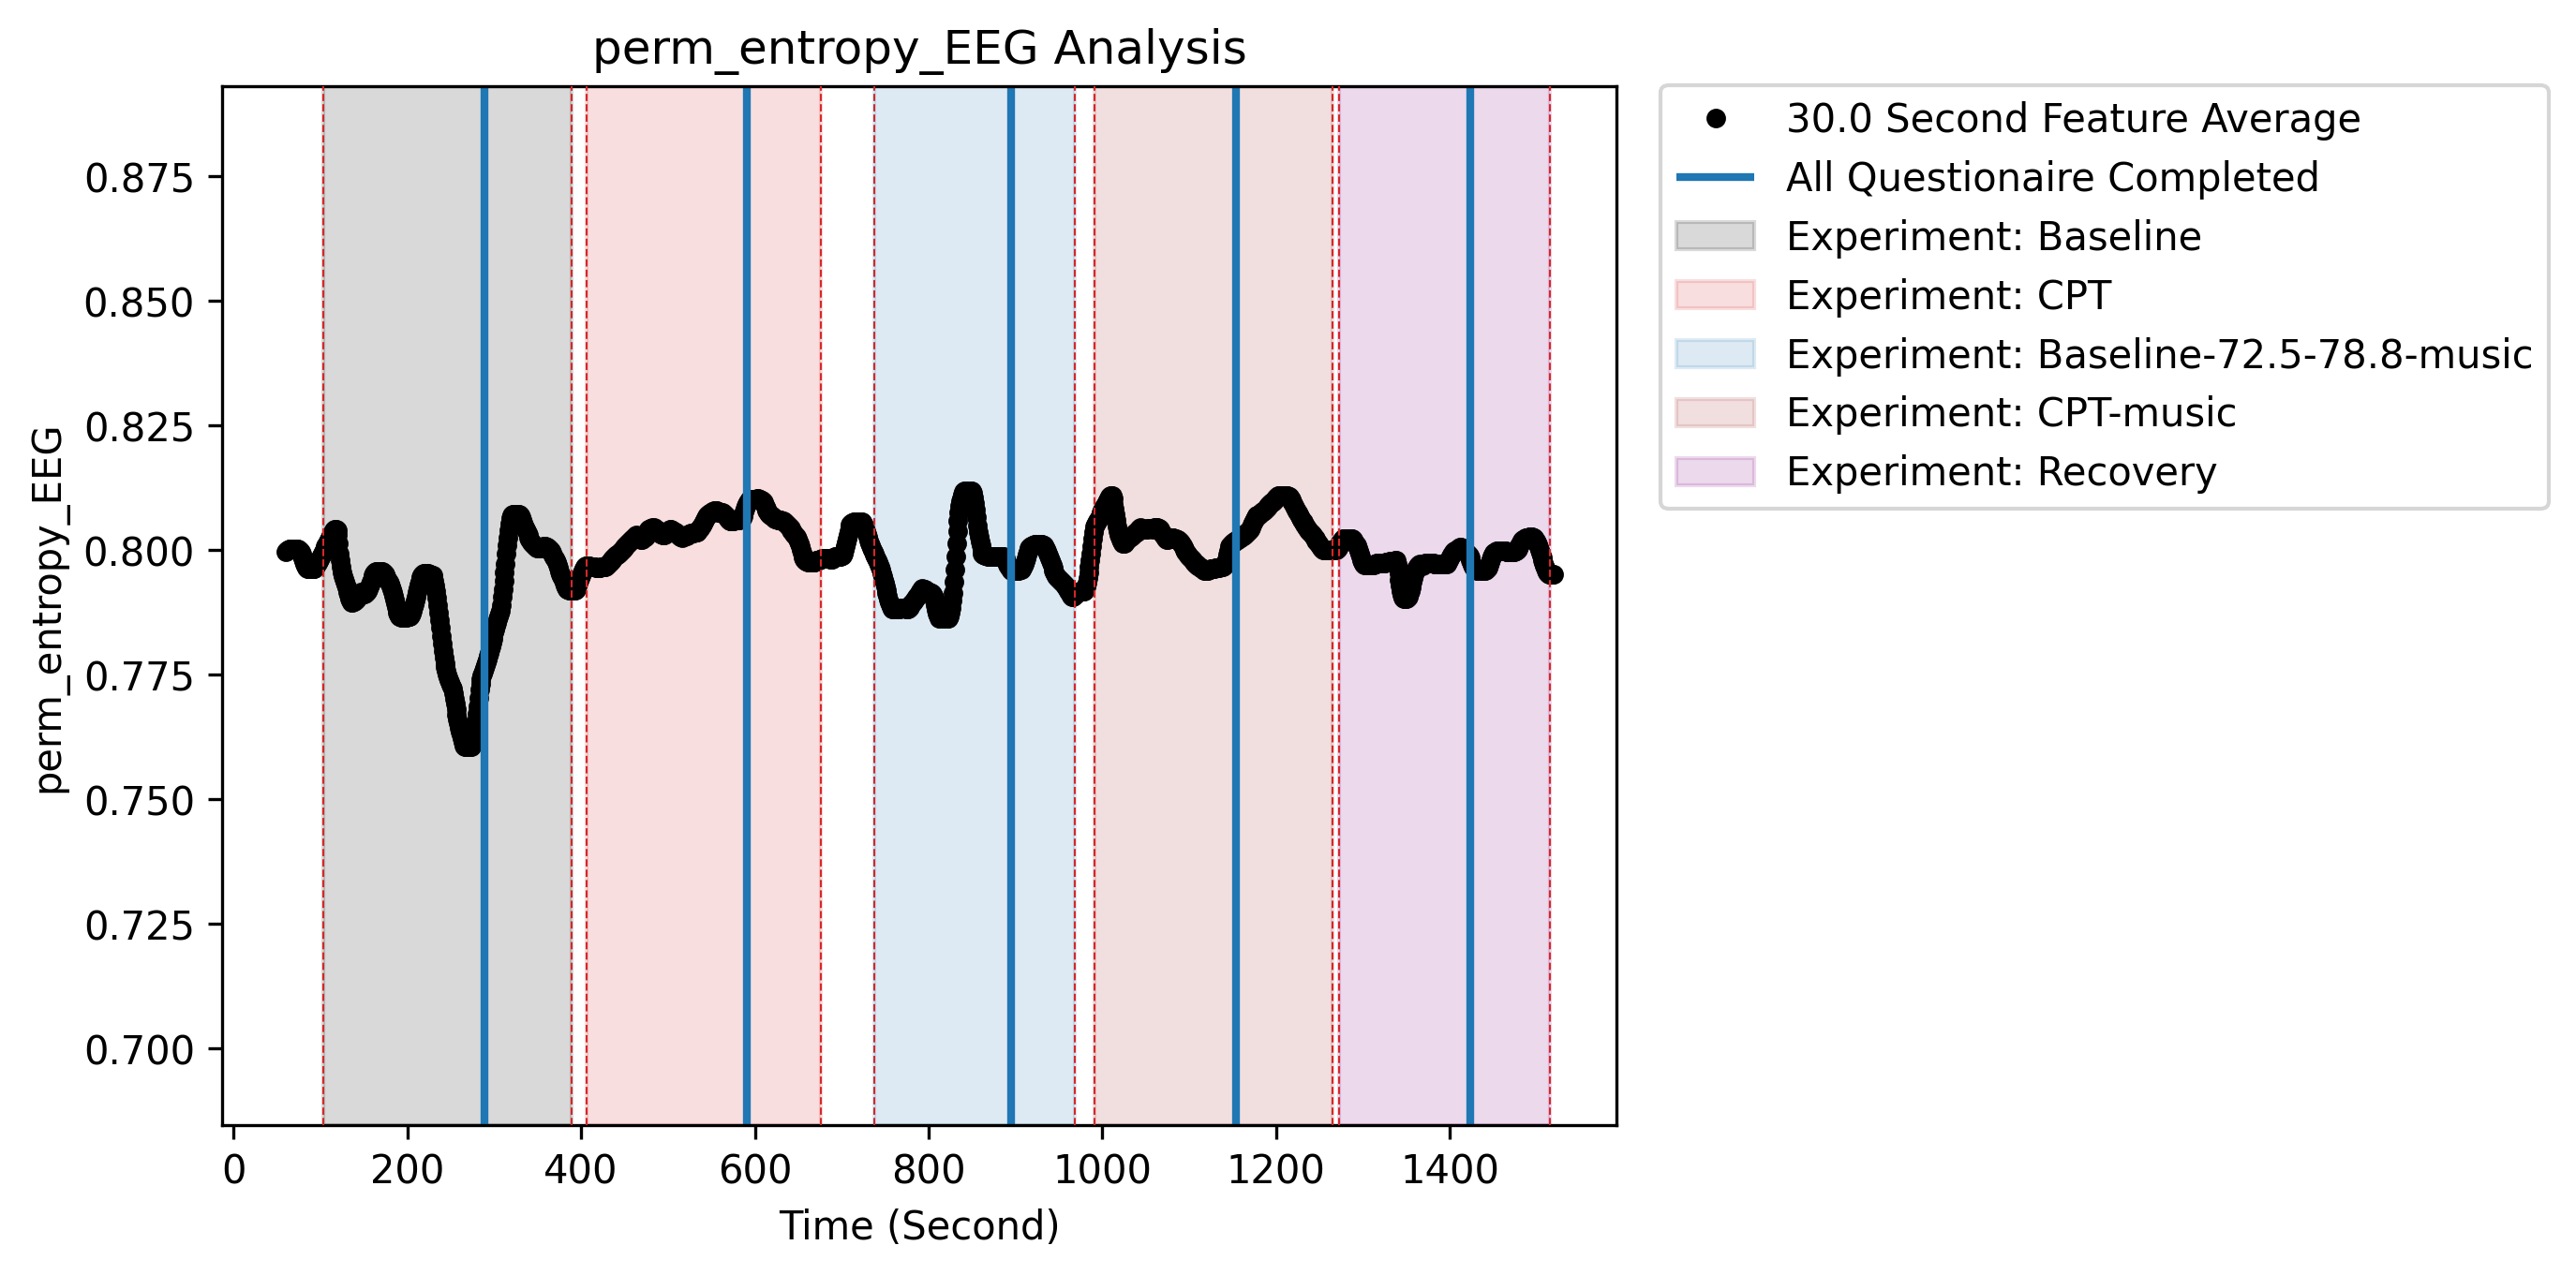 perm_entropy_EEG Analysis
30.0 Second Feature Average
All Questionaire Completed
Experiment: Baseline
Experiment: CPT
Experiment: Baseline-72.5-78.8-music
Experiment: CPT-music
Experiment: Recovery
perm_entropy_EEG
0.875
0.850
0.825
0.800
0.775
0.750
0.725
0.700
0 200 400 600 800 1000 1200 1400
Time (Second)